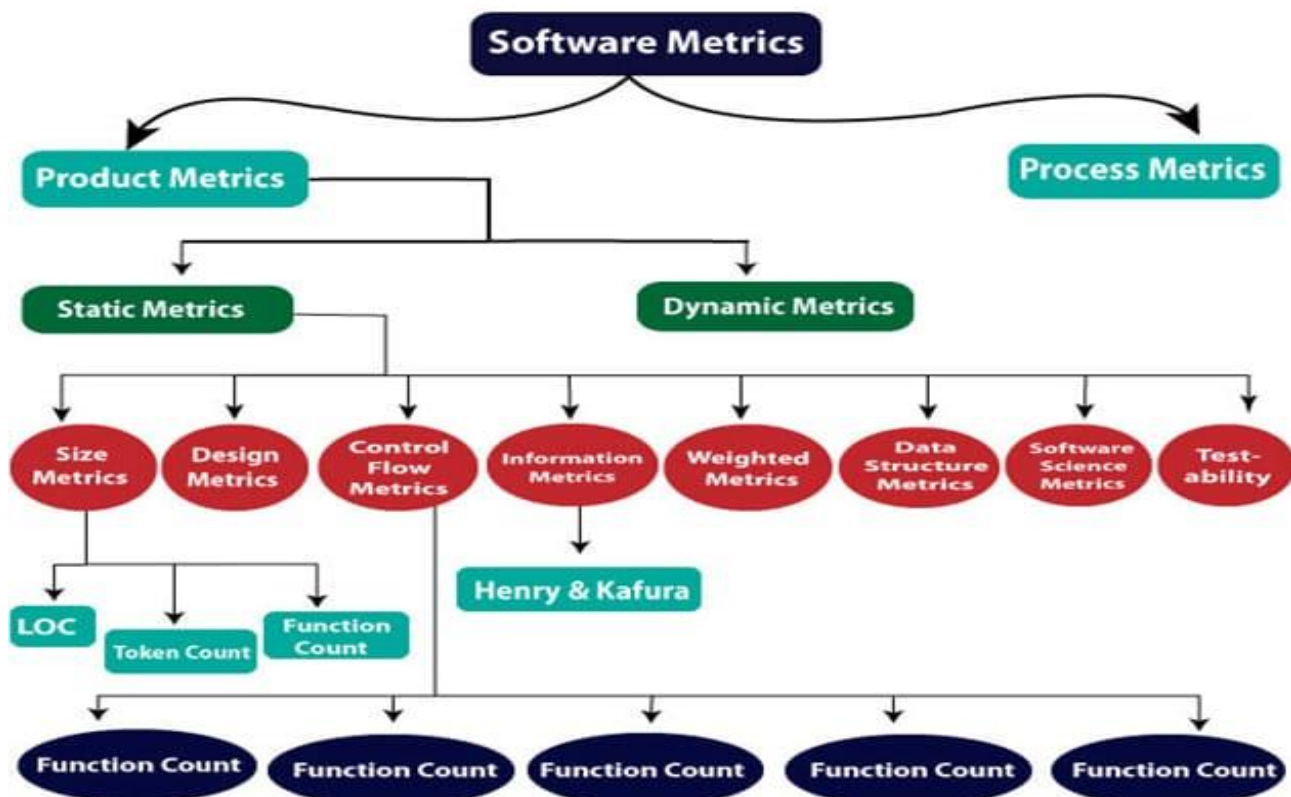 Software Metrics
Product Metrics
Process Metrics
Static Metrics
Dynamic Metrics
Size
Metrics
Design
Metrics
Control
Flow
Metrics
Information
Metrics
Weighted
Metrics
Data
Structure
Metrics
Software
Science
Metrics
Test-
ability
LOC
Token Count
Function
Count
Henry & Kafura
Function Count
Function Count
Function Count
Function Count
Function Count